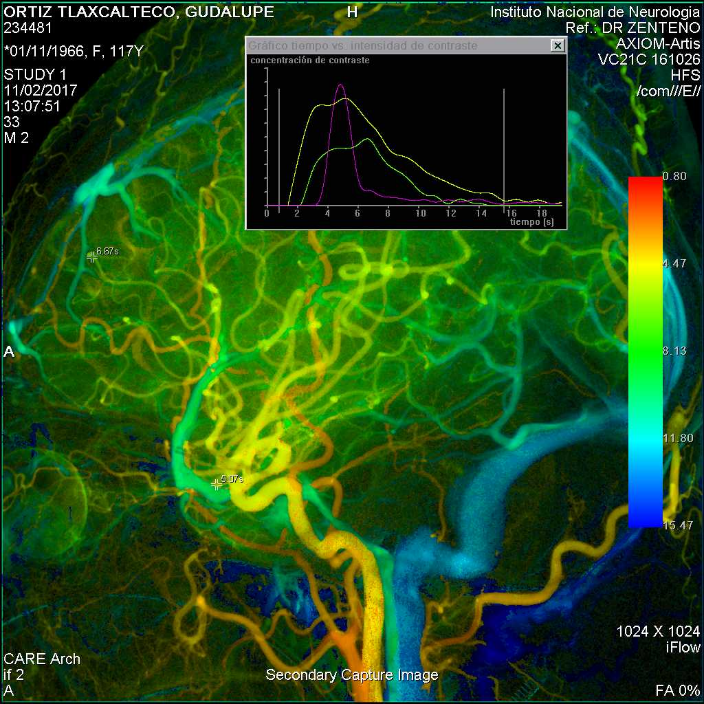 ORTIZ TLAXCALTECO, GUDALUPE
234481
*01/11/1966, F, 117Y
STUDY 1
11/02/2017
13:07:51
33
M 2
H
Instituto Nacional de Neurologia
Ref.: DR ZENTENO
AXIOM-Artis
VC21C 161026
HFS
/com///E//
Gráfico tiempo vs. intensidad de contraste
concentración de contraste
0 2 4 6 8 10 12 14 16 18
tiempo [s]
0.80
4.47
8.13
11.80
15.47
6.67s
A
5.07s
1024 X 1024
iFlow
CARE Arch
if 2
A
Secondary Capture Image
FA 0%